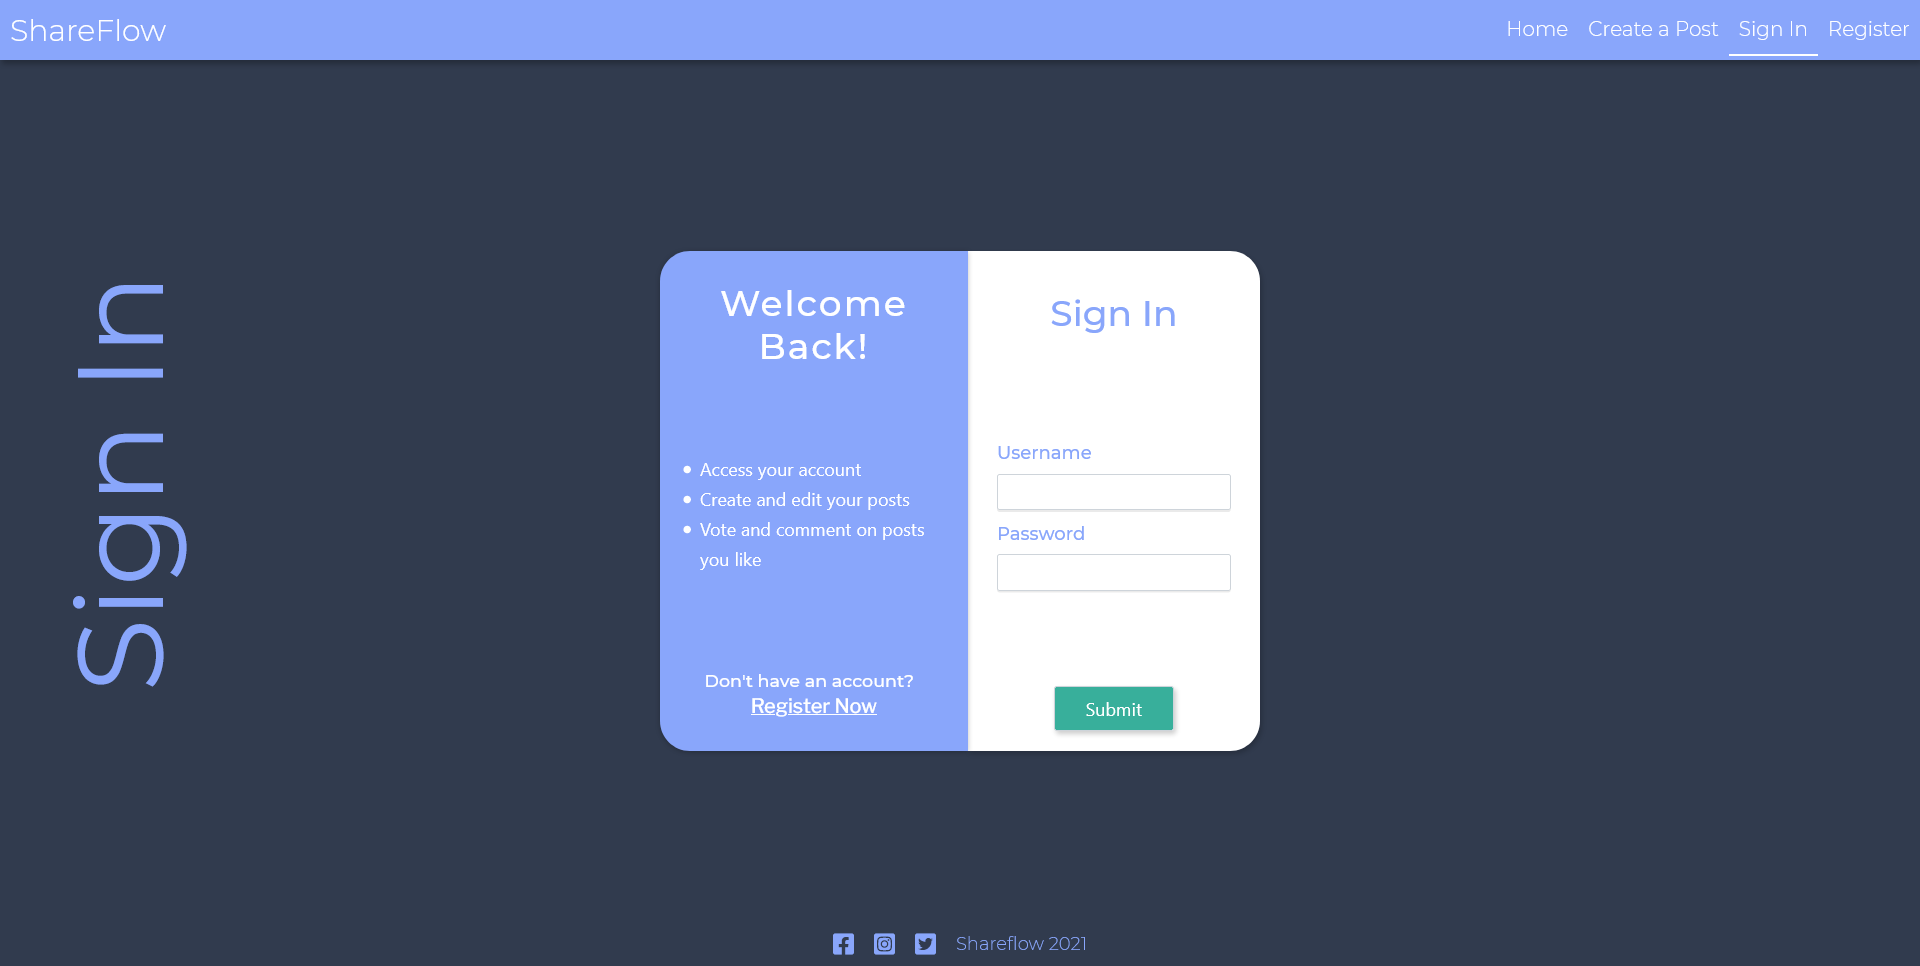 ShareFlow
Home Create a Post Sign In Register
Sign In
Welcome
Back!
Access your account
Create and edit your posts
Vote and comment on posts
you like
Don't have an account?
Register Now
Sign In
Username
Password
Submit
Shareflow 2021